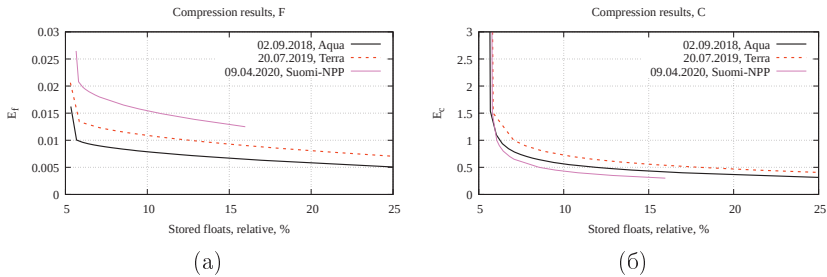 Compression results, F
0.03
0.025
0.02
0.015
0.01
0.005
0
5
10
15
20
25
E_f
Stored floats, relative, %
02.09.2018, Aqua
20.07.2019, Terra
09.04.2020, Suomi-NPP
(а)
Compression results, C
3
2.5
2
1.5
1
0.5
0
5
10
15
20
25
E_c
Stored floats, relative, %
02.09.2018, Aqua
20.07.2019, Terra
09.04.2020, Suomi-NPP
(б)